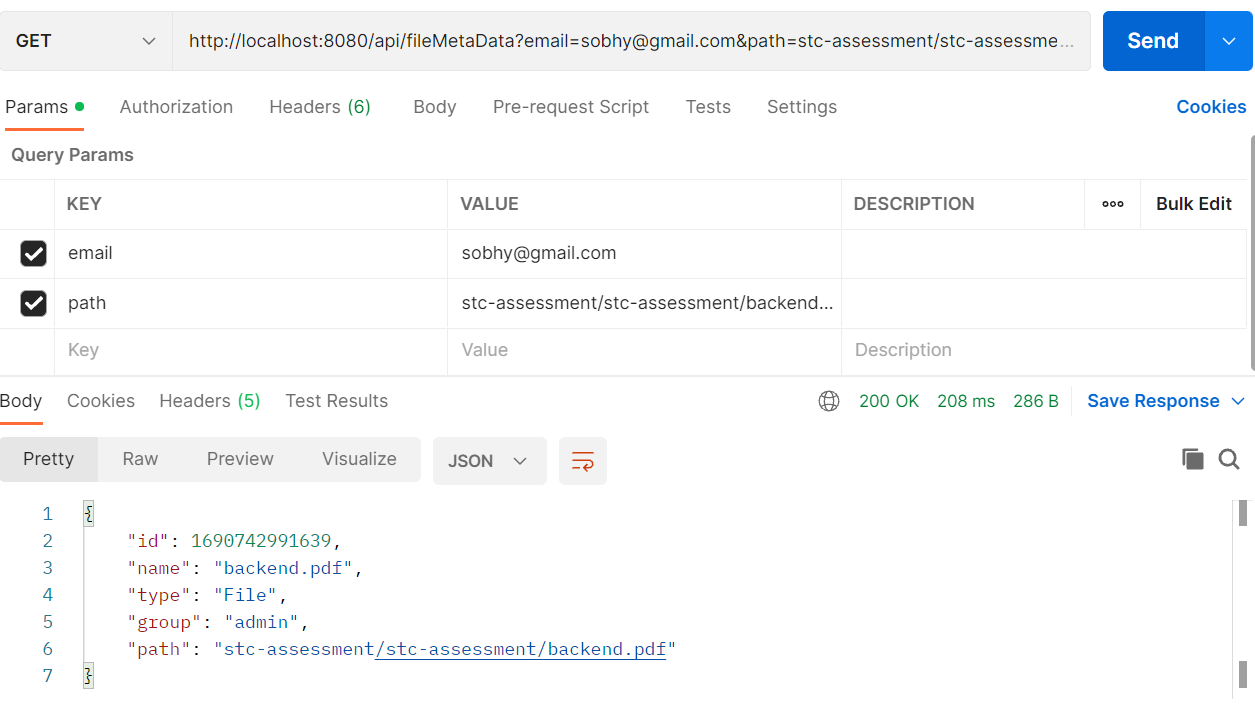 GET http://localhost:8080/api/fileMetaData?email=sobhy@gmail.com&path=stc-assessment/stc-assessme... Send
Params Authorization Headers (6) Body Pre-request Script Tests Settings Cookies
Query Params
KEY VALUE DESCRIPTION ooo Bulk Edit
email sobhy@gmail.com
path stc-assessment/stc-assessment/backend...
Key Value Description
Body Cookies Headers (5) Test Results 200 OK 208 ms 286 B Save Response
Pretty Raw Preview Visualize JSON
1 {
2 "id": 1690742991639,
3 "name": "backend.pdf",
4 "type": "File",
5 "group": "admin",
6 "path": "stc-assessment/stc-assessment/backend.pdf"
7 }